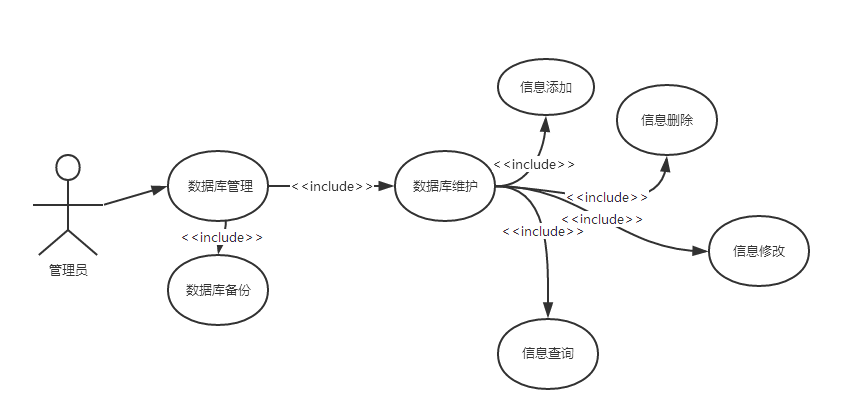 信息添加
信息删除
<<include>>
数据库管理
<<include>>
数据库维护
<<include>>
<<include>>
<<include>>
<<include>>
信息修改
管理员
数据库备份
信息查询